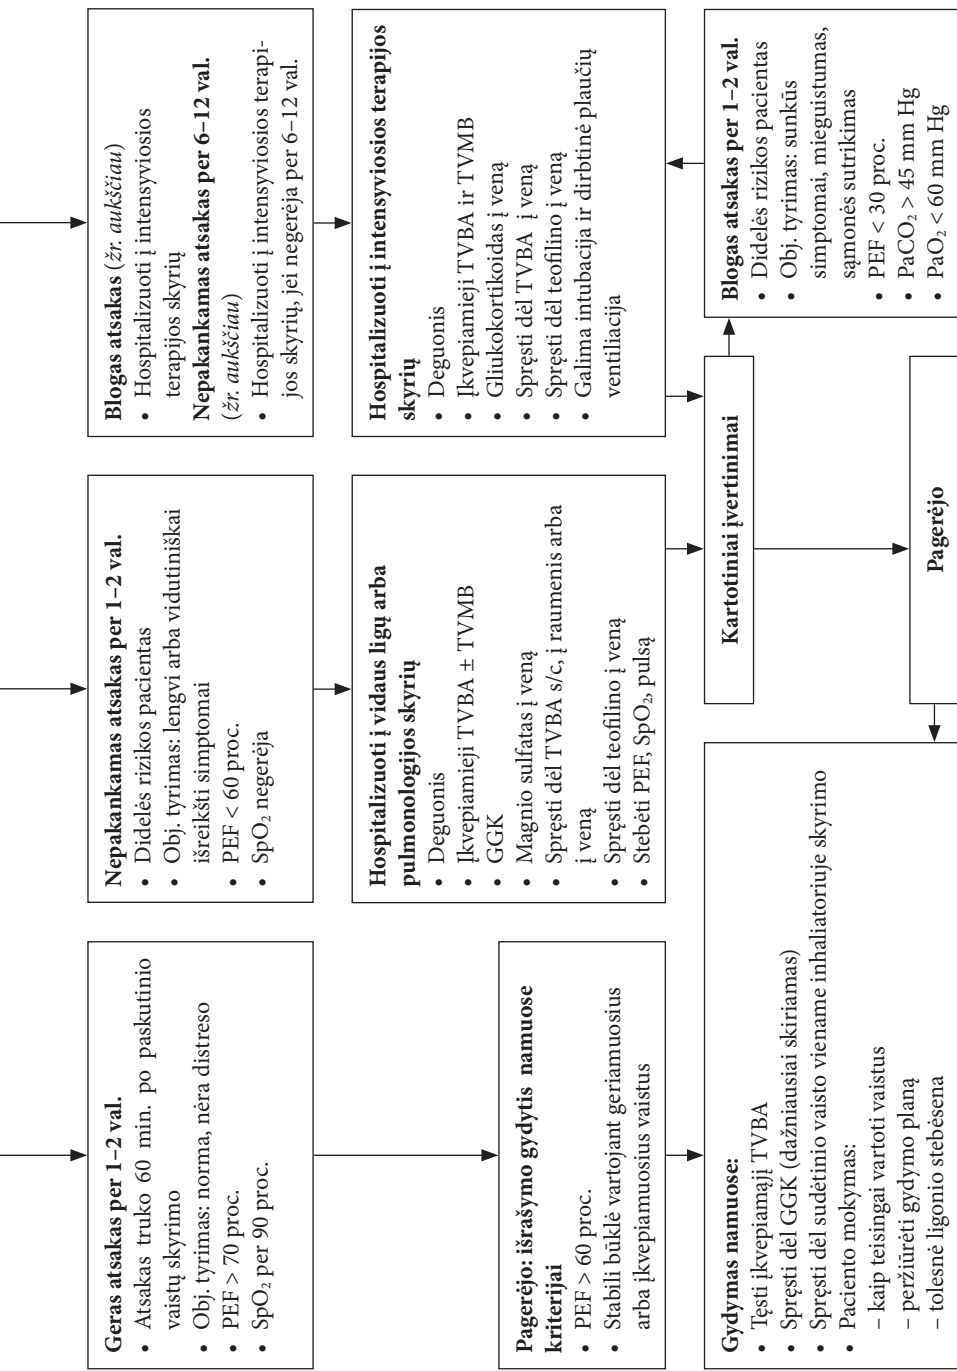 Geras atsakas per 1–2 val.
• Atsakas truko 60 min. po paskutinio
vaistų skyrimo
• Obj. tyrimas: norma, nėra distreso
• PEF > 70 proc.
• SpO₂ per 90 proc.
Nepakankamas atsakas per 1–2 val.
• Didelės rizikos pacientas
• Obj. tyrimas: lengvi arba vidutiniškai
išreikšti simptomai
• PEF < 60 proc.
• SpO₂ negerėja
Blogas atsakas (žr. aukščiau)
• Hospitalizuoti į intensyviosios
terapijos skyrių
Nepakankamas atsakas per 6–12 val.
(žr. aukščiau)
• Hospitalizuoti į intensyviosios terapi-
jos skyrių, jei negerėja per 6–12 val.
Pagerėjo: išrašymo gydytis namuose
kriterijai
• PEF > 60 proc.
• Stabili būklė vartojant geriamuosius
arba įkvepiamuosius vaistus
Hospitalizuoti į vidaus ligų arba
pulmonologijos skyrių
• Deguonis
• Įkvepiamieji TVBA ± TVMB
• GGK
• Magnio sulfatas į veną
• Spręsti dėl TVBA s/c, į raumenis arba
į veną
• Spręsti dėl teofilino į veną
• Stebėti PEF, SpO₂, pulsą
Hospitalizuoti į intensyviosios terapijos
skyrių
• Deguonis
• Įkvepiamieji TVBA ir TVMB
• Gliukokortikoidas į veną
• Spręsti dėl TVBA į veną
• Spręsti dėl teofilino į veną
• Galima intubacija ir dirbtinė plaučių
ventiliacija
Gydymas namuose:
• Tęsti įkvepiamąjį TVBA
• Spręsti dėl GGK (dažniausiai skiriamas)
• Spręsti dėl sudėtinio vaisto viename inhaliatoriuje skyrimo
• Paciento mokymas:
– kaip teisingai vartoti vaistus
– peržiūrėti gydymo planą
– tolesnė ligonio stebėsena
Kartotiniai įvertinimai
Pagerėjo
Blogas atsakas per 1–2 val.
• Didelės rizikos pacientas
• Obj. tyrimas: sunkūs
simptomai, mieguistumas,
sąmonės sutrikimas
• PEF < 30 proc.
• PaCO₂ > 45 mm Hg
• PaO₂ < 60 mm Hg